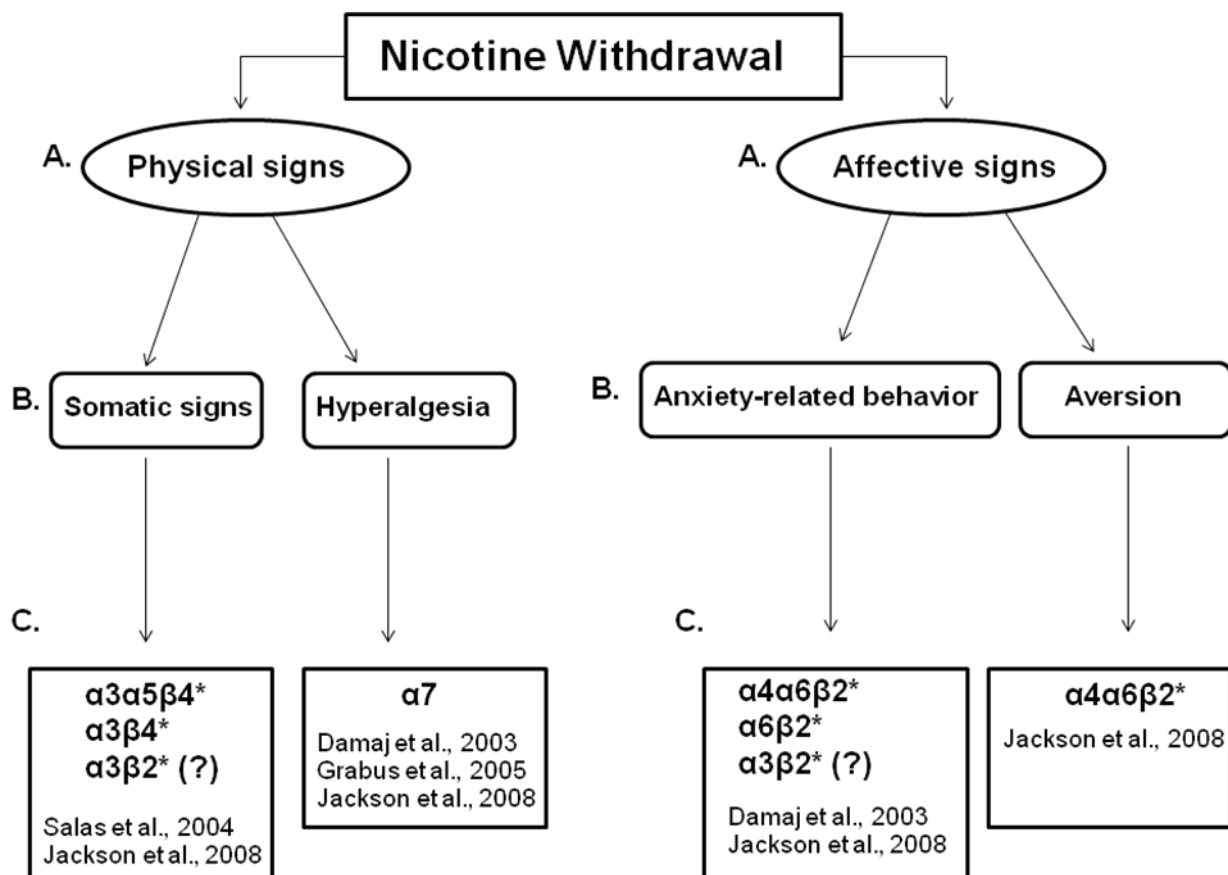 Nicotine Withdrawal
A.
Physical signs
A.
Affective signs
B.
Somatic signs
Hyperalgesia
B.
Anxiety-related behavior
Aversion
C.
α3α5β4*
α3β4*
α3β2* (?)
Salas et al., 2004
Jackson et al., 2008
α7
Damaj et al., 2003
Grabus et al., 2005
Jackson et al., 2008
C.
α4α6β2*
α6β2*
α3β2* (?)
Damaj et al., 2003
Jackson et al., 2008
α4α6β2*
Jackson et al., 2008